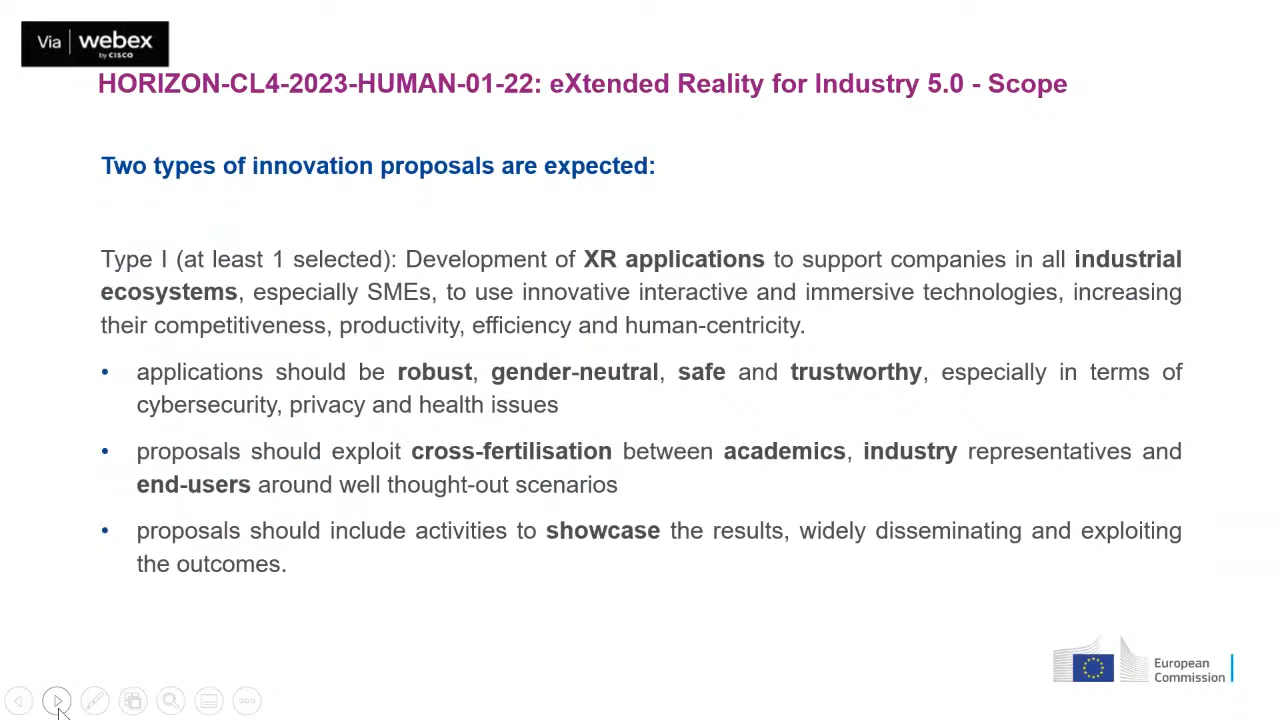 Via webex
by CISCO
HORIZON-CL4-2023-HUMAN-01-22: eXtended Reality for Industry 5.0 - Scope
Two types of innovation proposals are expected:
Type I (at least 1 selected): Development of XR applications to support companies in all industrial
ecosystems, especially SMEs, to use innovative interactive and immersive technologies, increasing
their competitiveness, productivity, efficiency and human-centricity.
• applications should be robust, gender-neutral, safe and trustworthy, especially in terms of
cybersecurity, privacy and health issues
• proposals should exploit cross-fertilisation between academics, industry representatives and
end-users around well thought-out scenarios
• proposals should include activities to showcase the results, widely disseminating and exploiting
the outcomes.
European
Commission